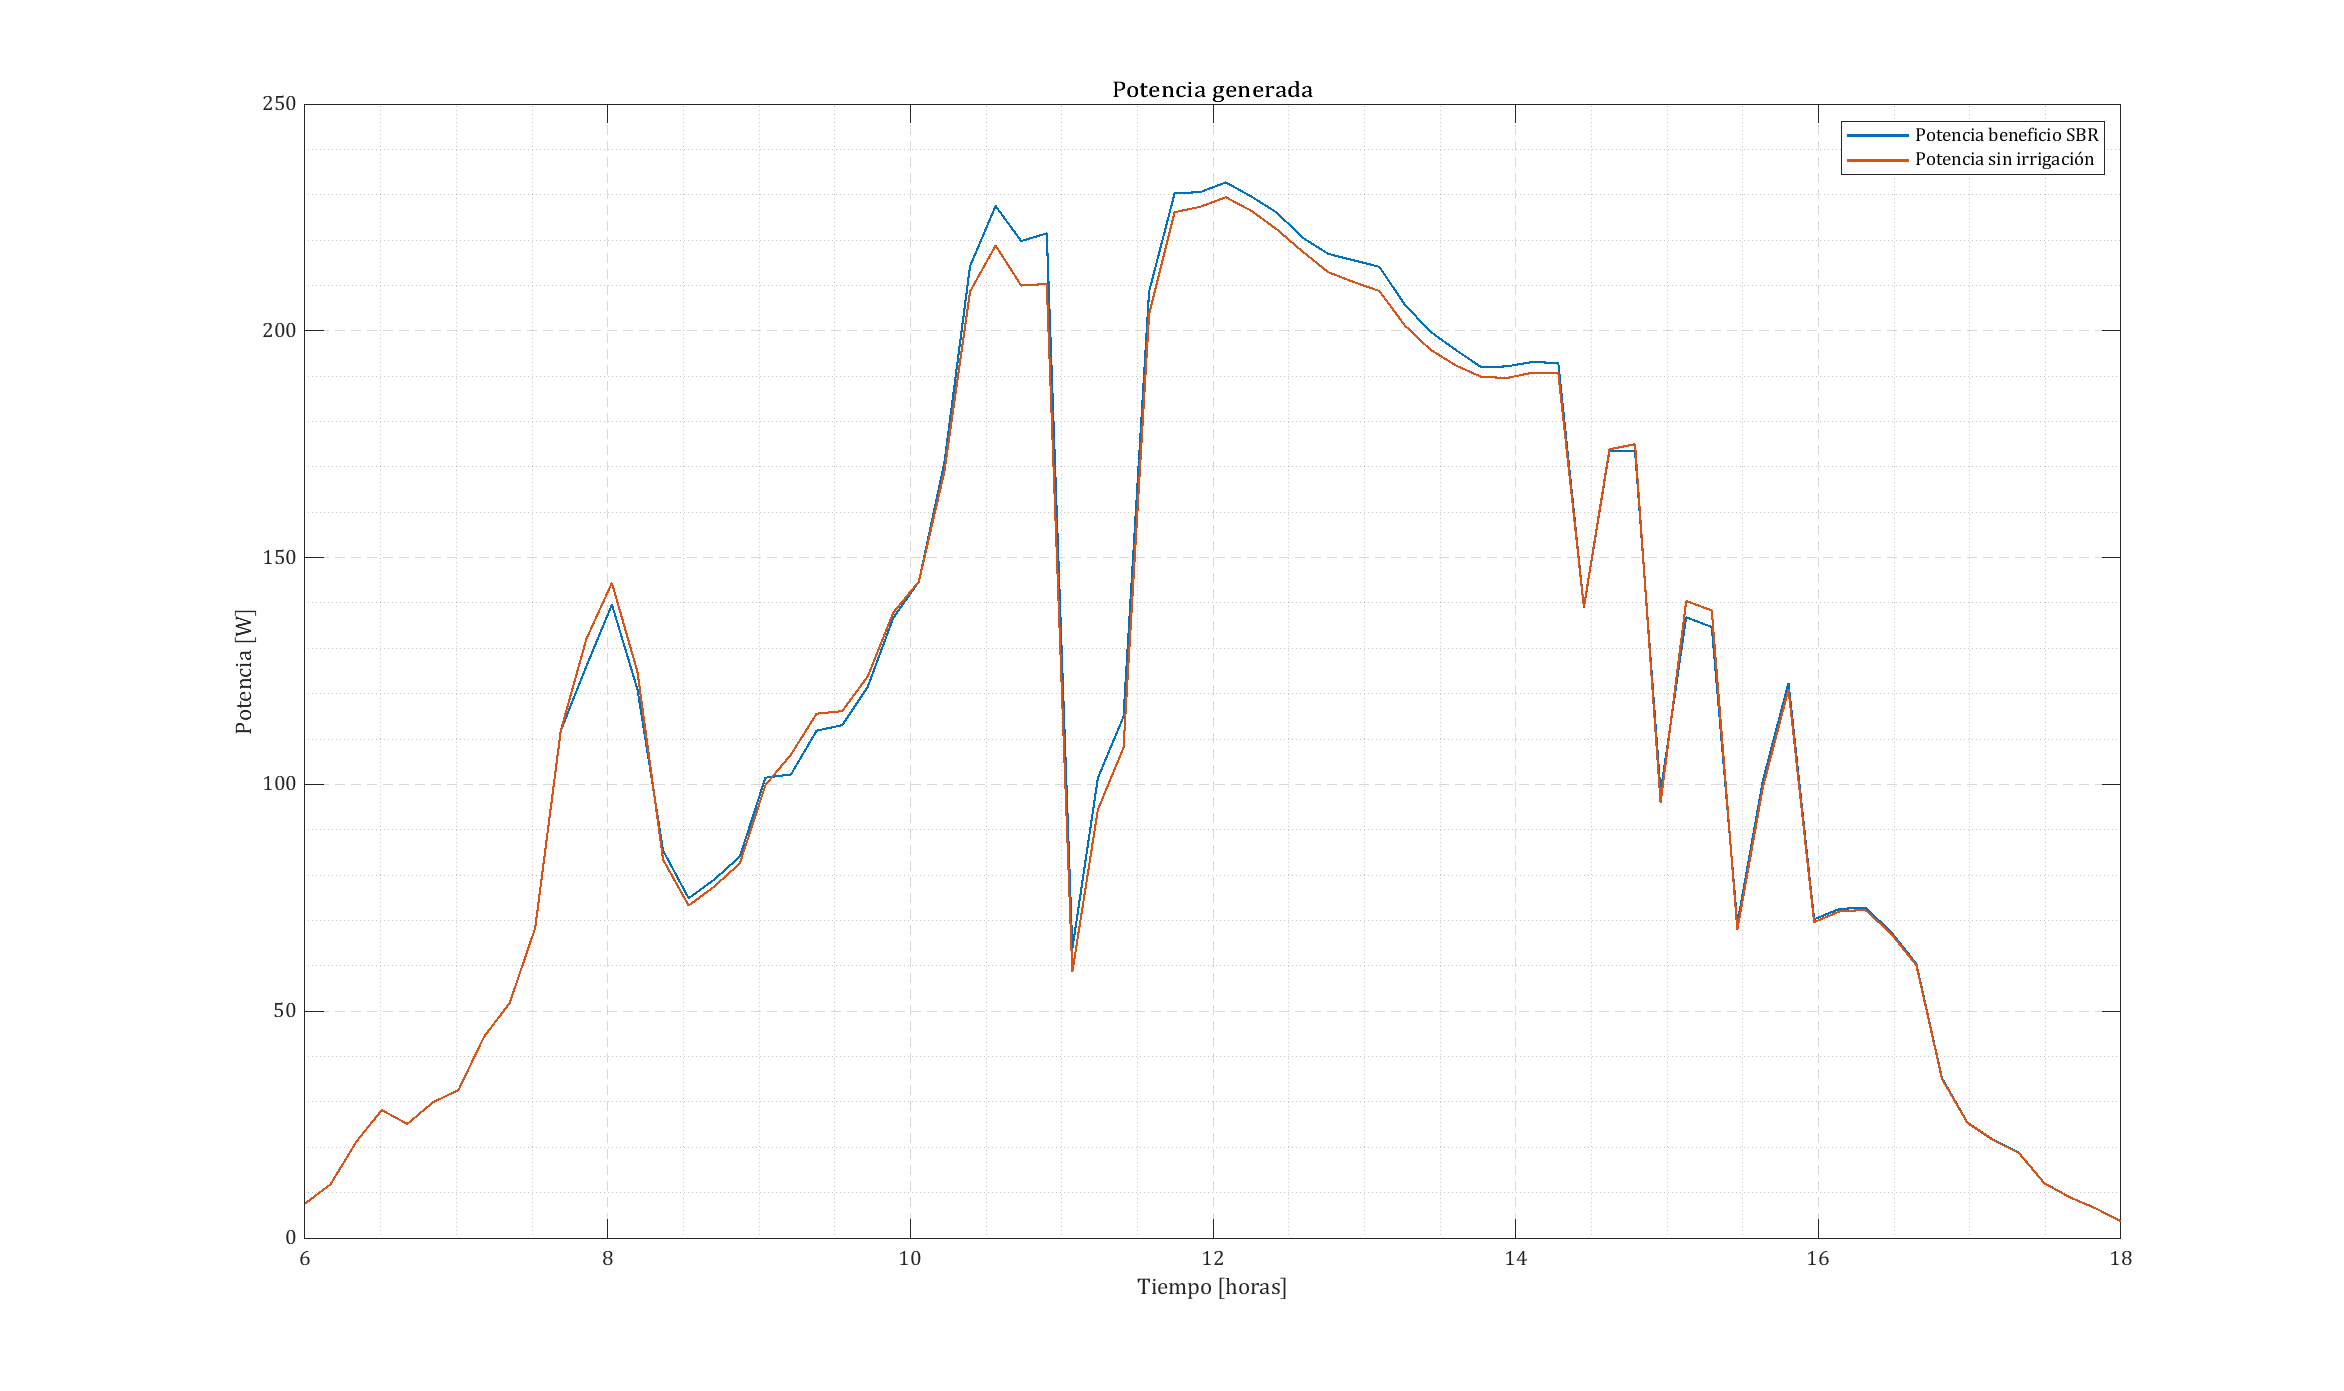 Potencia generada
250
200
150
100
50
0
Potencia [W]
Potencia beneficio SBR
Potencia sin irrigación
6 8 10 12 14 16 18
Tiempo [horas]